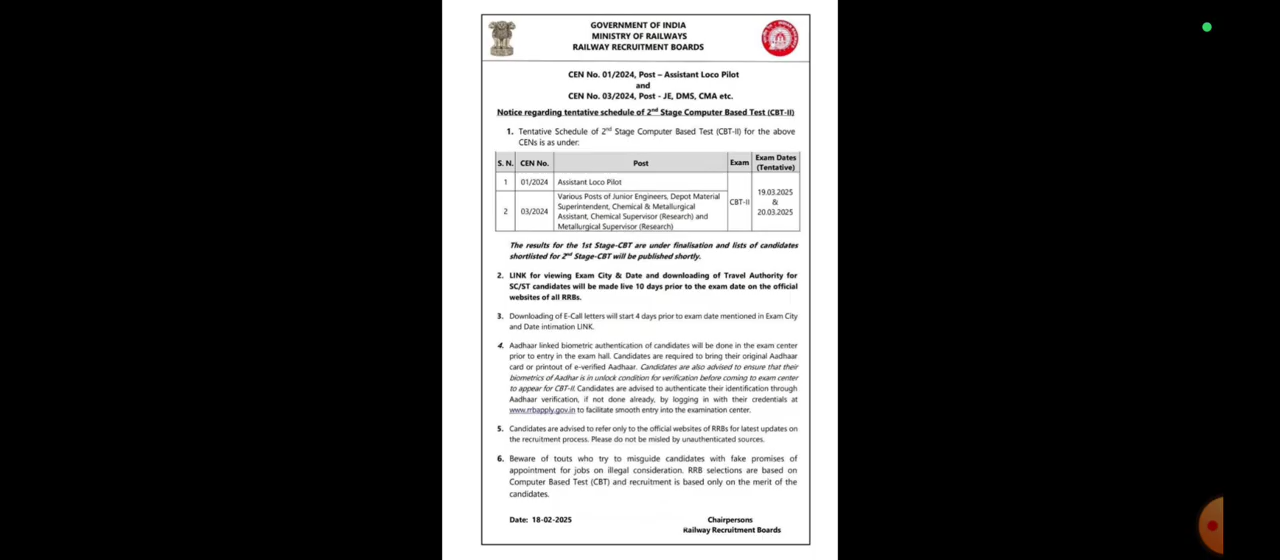 GOVERNMENT OF INDIA
MINISTRY OF RAILWAYS
RAILWAY RECRUITMENT BOARDS
CEN No. 01/2024, Post – Assistant Loco Pilot
and
CEN No. 03/2024, Post - JE, DMS, CMA etc.
Notice regarding tentative schedule of 2nd Stage Computer Based Test (CBT-II)
1. Tentative Schedule of 2nd Stage Computer Based Test (CBT-II) for the above
CENs is as under:
S. N. CEN No. Post Exam Exam Dates (Tentative)
1 01/2024 Assistant Loco Pilot
2 03/2024 Various Posts of Junior Engineers, Depot Material
Superintendent, Chemical & Metallurgical
Assistant, Chemical Supervisor (Research) and
Metallurgical Supervisor (Research)
CBT-II
19.03.2025
&
20.03.2025
The results for the 1st Stage-CBT are under finalisation and lists of candidates
shortlisted for 2nd Stage-CBT will be published shortly.
2. LINK for viewing Exam City & Date and downloading of Travel Authority for
SC/ST candidates will be made live 10 days prior to the exam date on the official
websites of all RRBs.
3. Downloading of E-Call letters will start 4 days prior to exam date mentioned in Exam City
and Date intimation LINK.
4. Aadhaar linked biometric authentication of candidates will be done in the exam center
prior to entry in the exam hall. Candidates are required to bring their original Aadhaar
card or printout of e-verified Aadhaar. Candidates are also advised to ensure that their
biometrics of Aadhar is in unlock condition for verification before coming to exam center
to appear for CBT-II. Candidates are advised to authenticate their identification through
Aadhaar verification, if not done already, by logging in with their credentials at
www.rrbapply.gov.in to facilitate smooth entry into the examination center.
5. Candidates are advised to refer only to the official websites of RRBs for latest updates on
the recruitment process. Please do not be misled by unauthenticated sources.
6. Beware of touts who try to misguide candidates with fake promises of
appointment for jobs on illegal consideration. RRB selections are based on
Computer Based Test (CBT) and recruitment is based only on the merit of the
candidates.
Date: 18-02-2025
Chairpersons
Railway Recruitment Boards